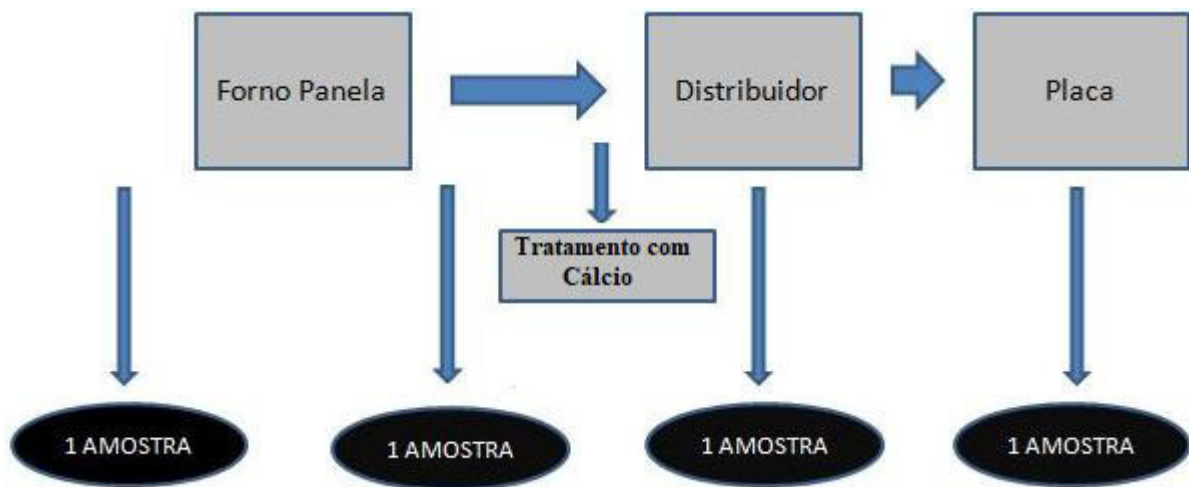 Forno Panela
Distribuidor
Placa
Tratamento com
Cálcio
1 AMOSTRA
1 AMOSTRA
1 AMOSTRA
1 AMOSTRA